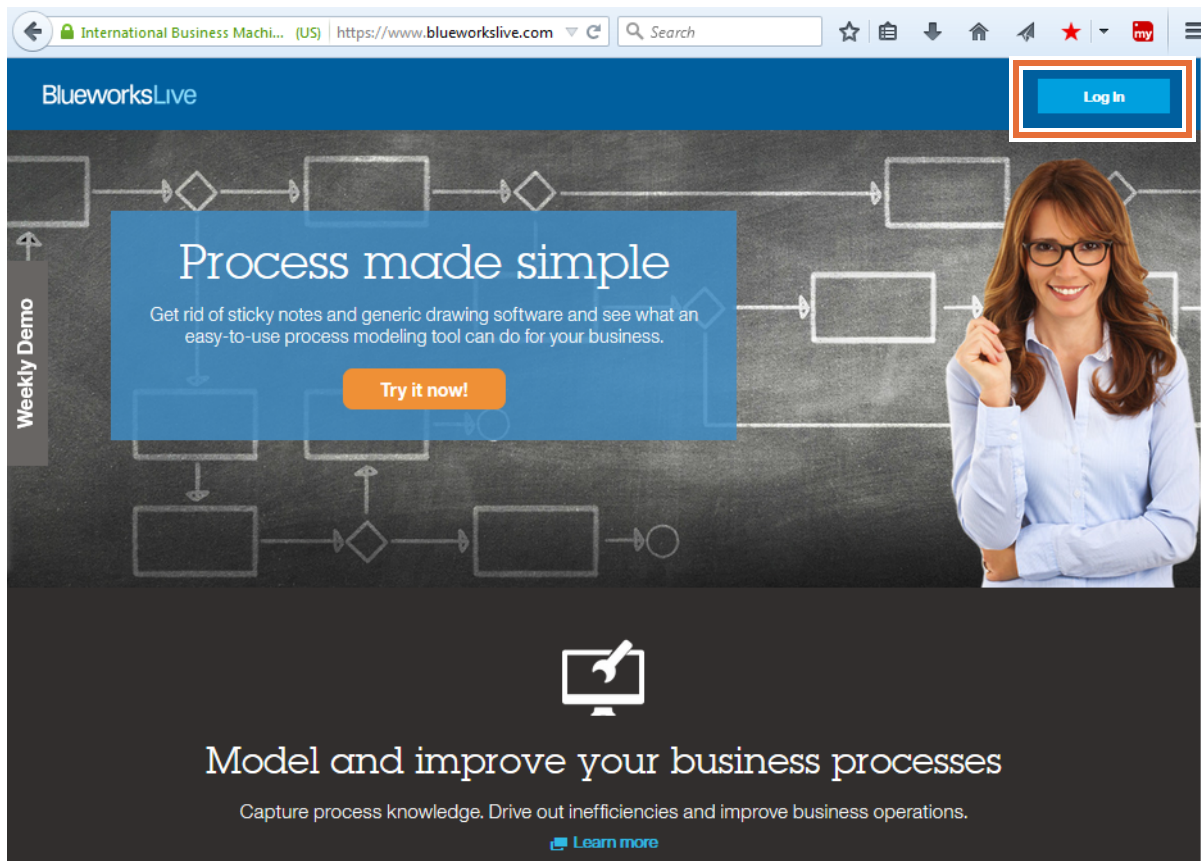 International Business Machi... (US) https://www.blueworkslive.com Search my
BlueworksLive
Log In
Process made simple
Get rid of sticky notes and generic drawing software and see what an
easy-to-use process modeling tool can do for your business.
Try it now!
Weekly Demo
Model and improve your business processes
Capture process knowledge. Drive out inefficiencies and improve business operations.
Learn more